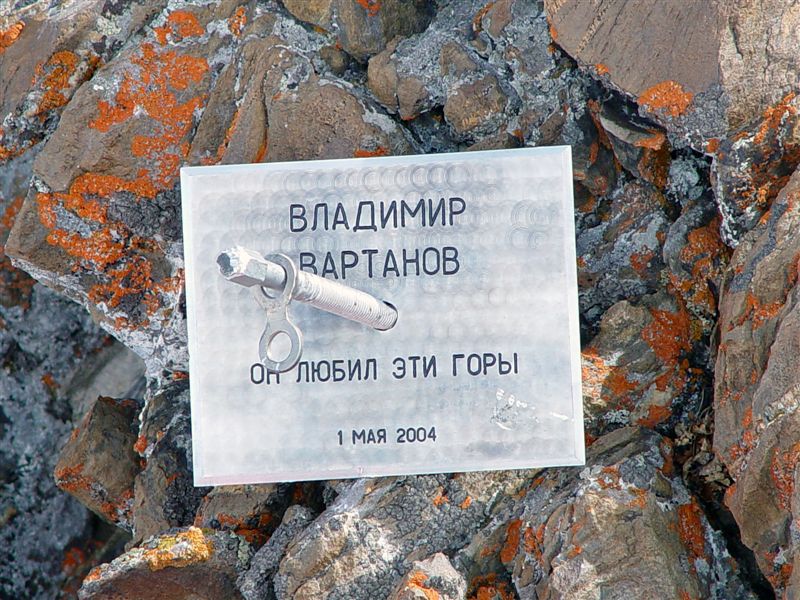 ВЛАДИМИР
ВАРТАНОВ
ОН ЛЮБИЛ ЭТИ ГОРЫ
1 МАЯ 2004